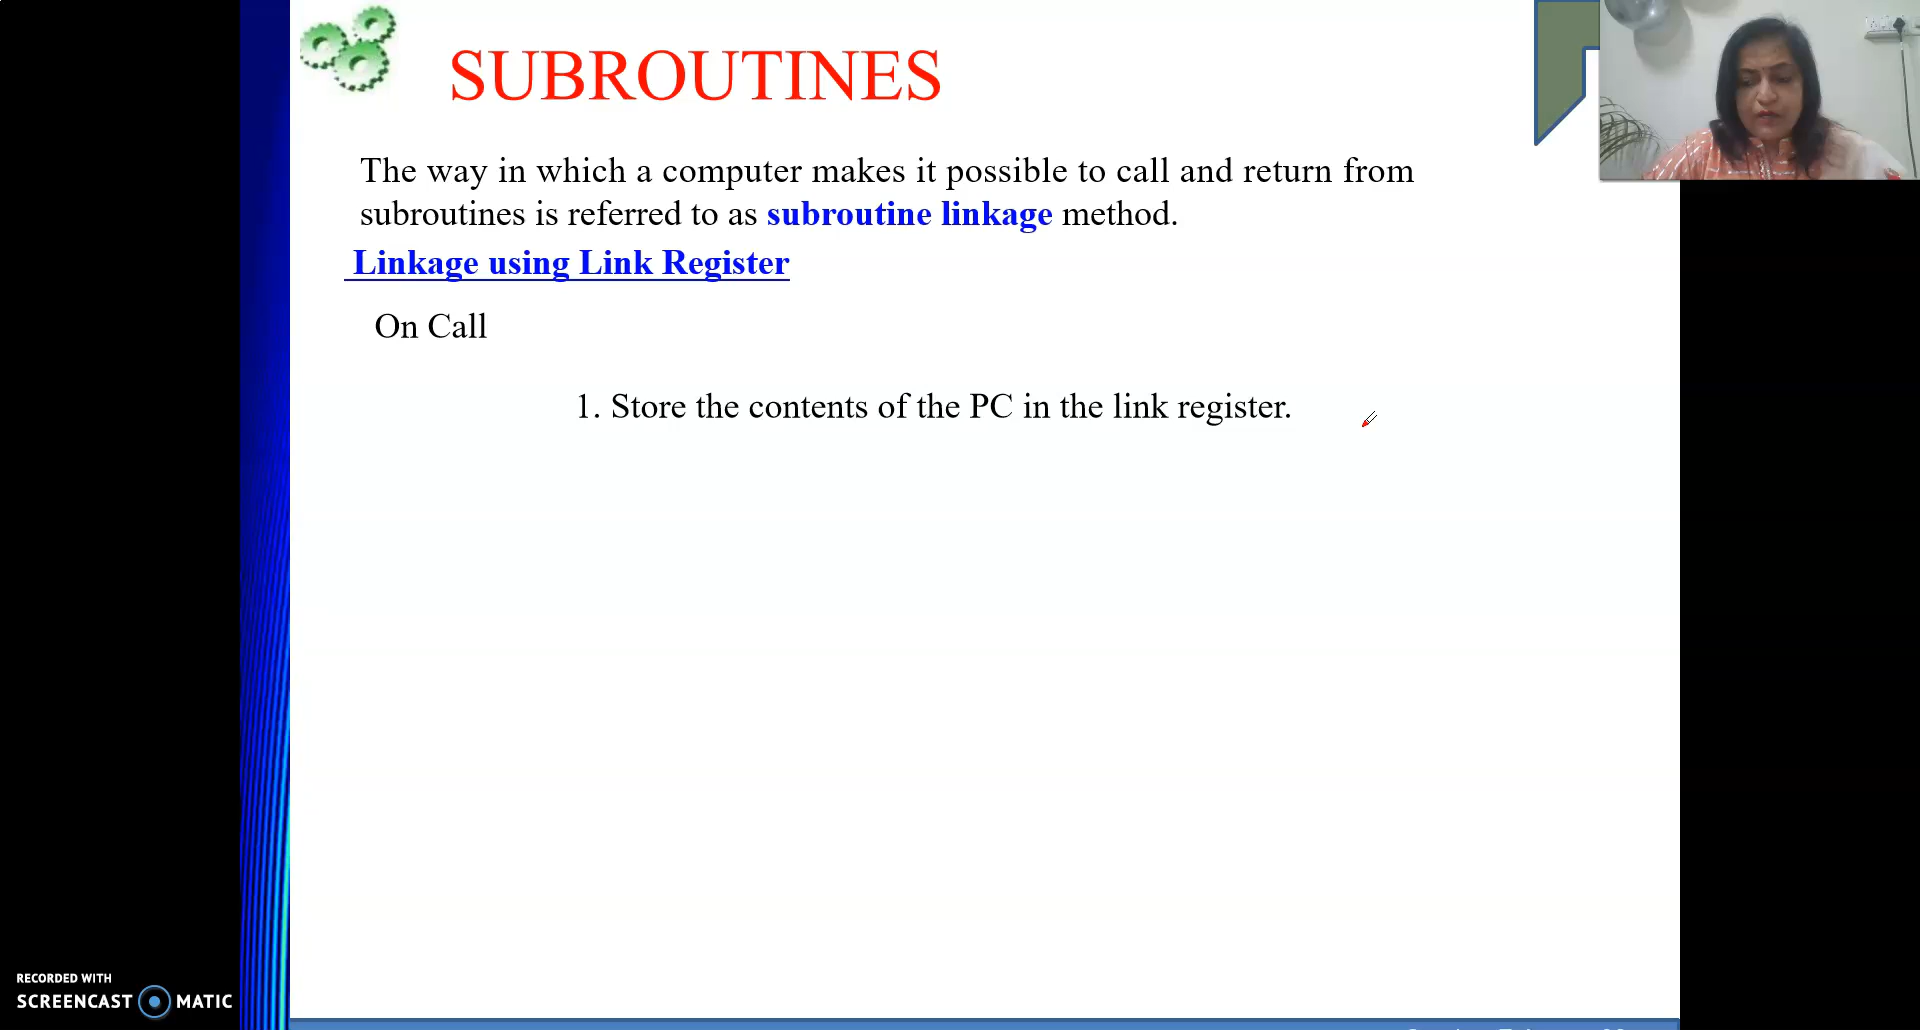 SUBROUTINES
The way in which a computer makes it possible to call and return from
subroutines is referred to as subroutine linkage method.
Linkage using Link Register
On Call
1. Store the contents of the PC in the link register.
RECORDED WITH
SCREENCAST MATIC